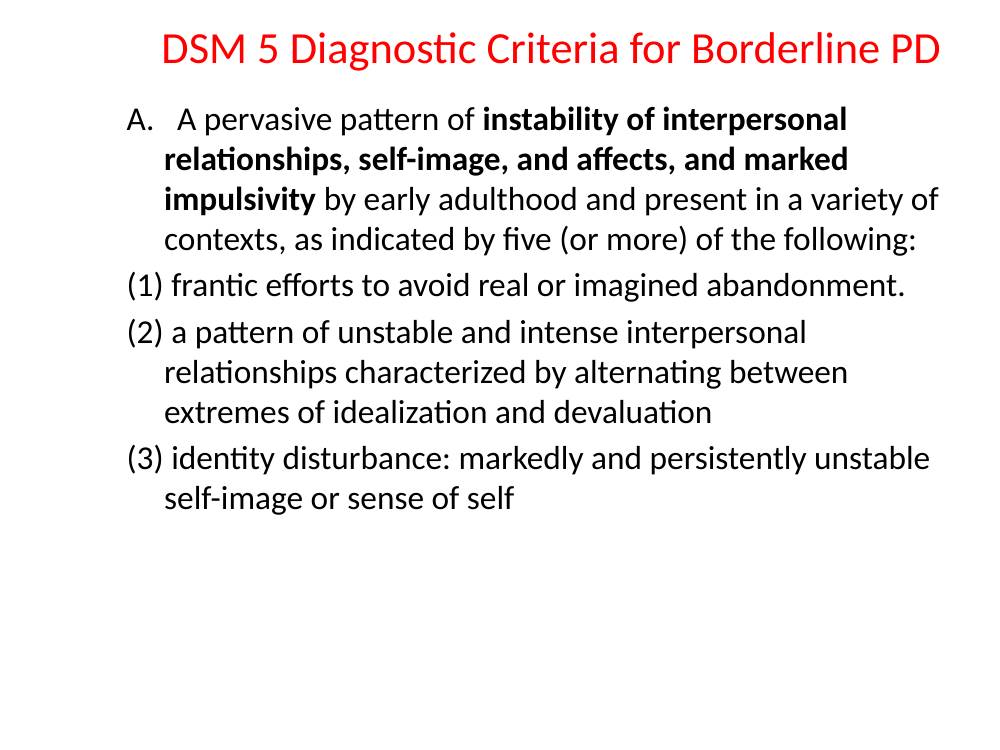 DSM 5 Diagnostic Criteria for Borderline PD
A. A pervasive pattern of instability of interpersonal
relationships, self-image, and affects, and marked
impulsivity by early adulthood and present in a variety of
contexts, as indicated by five (or more) of the following:
(1) frantic efforts to avoid real or imagined abandonment.
(2) a pattern of unstable and intense interpersonal
relationships characterized by alternating between
extremes of idealization and devaluation
(3) identity disturbance: markedly and persistently unstable
self-image or sense of self